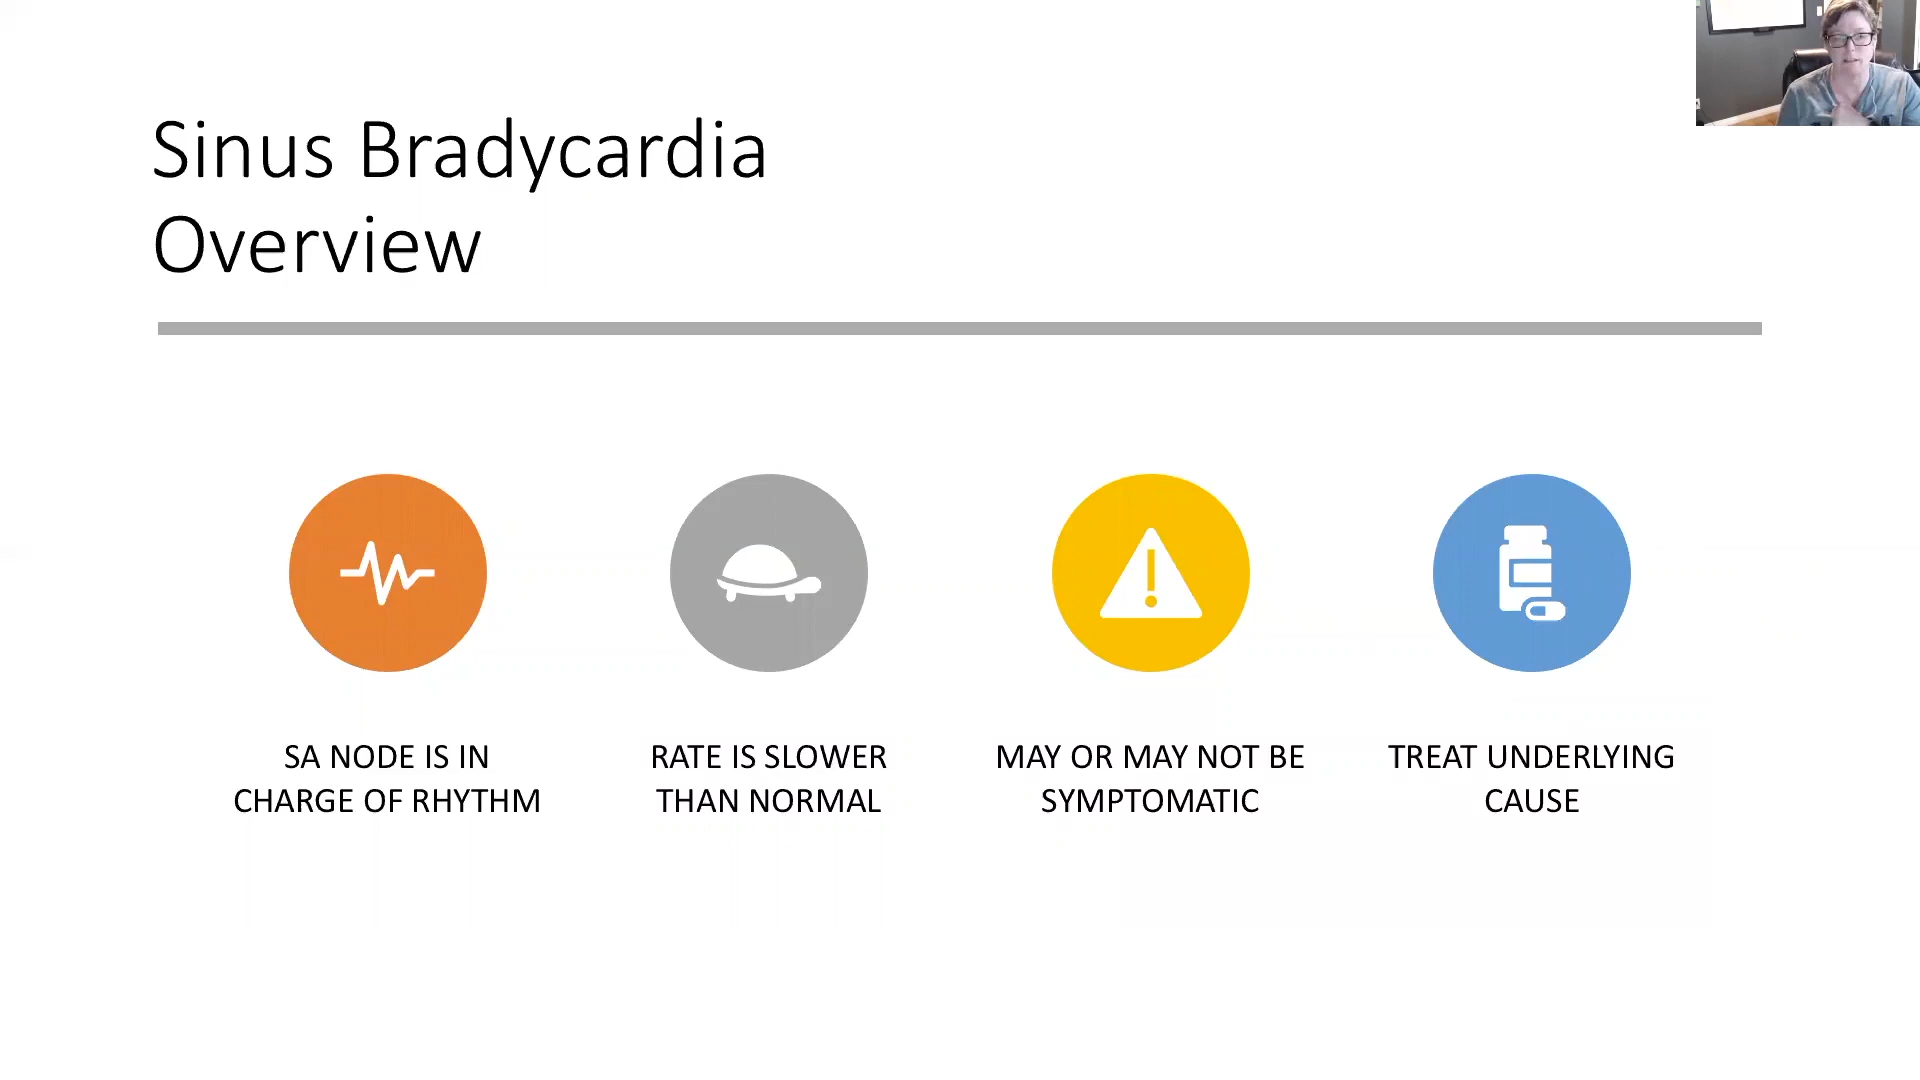 Sinus Bradycardia
Overview
SA NODE IS IN
CHARGE OF RHYTHM
RATE IS SLOWER
THAN NORMAL
MAY OR MAY NOT BE
SYMPTOMATIC
TREAT UNDERLYING
CAUSE